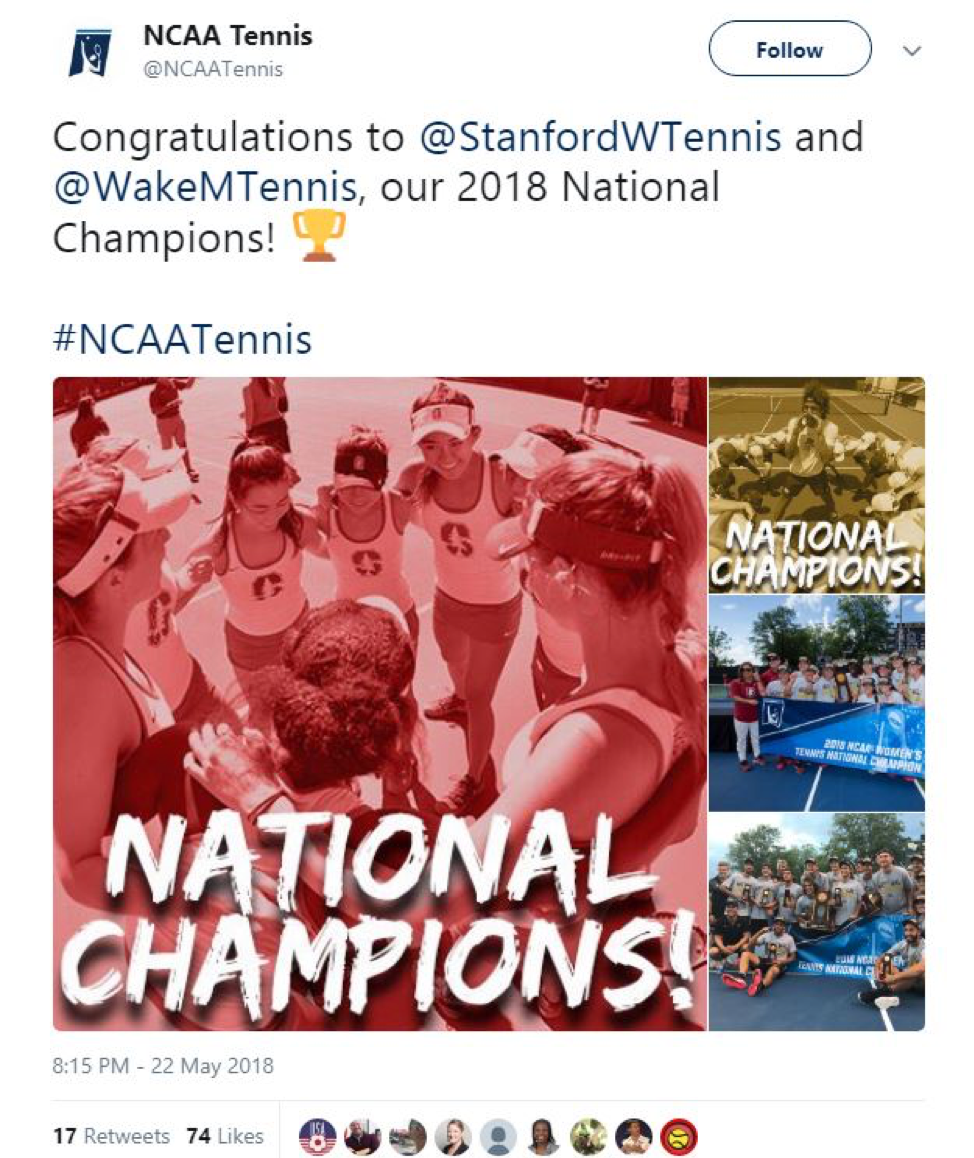 NCAA Tennis
@NCAATennis
Follow
Congratulations to @StanfordWTennis and
@WakeMTennis, our 2018 National
Champions! 🏆
#NCAATennis
NATIONAL
CHAMPIONS!
NATIONAL
CHAMPIONS!
2018 NCAA WOMEN'S
TENNIS NATIONAL CHAMPION
2018 NCAA
TENNIS NATIONAL
8:15 PM - 22 May 2018
17 Retweets 74 Likes